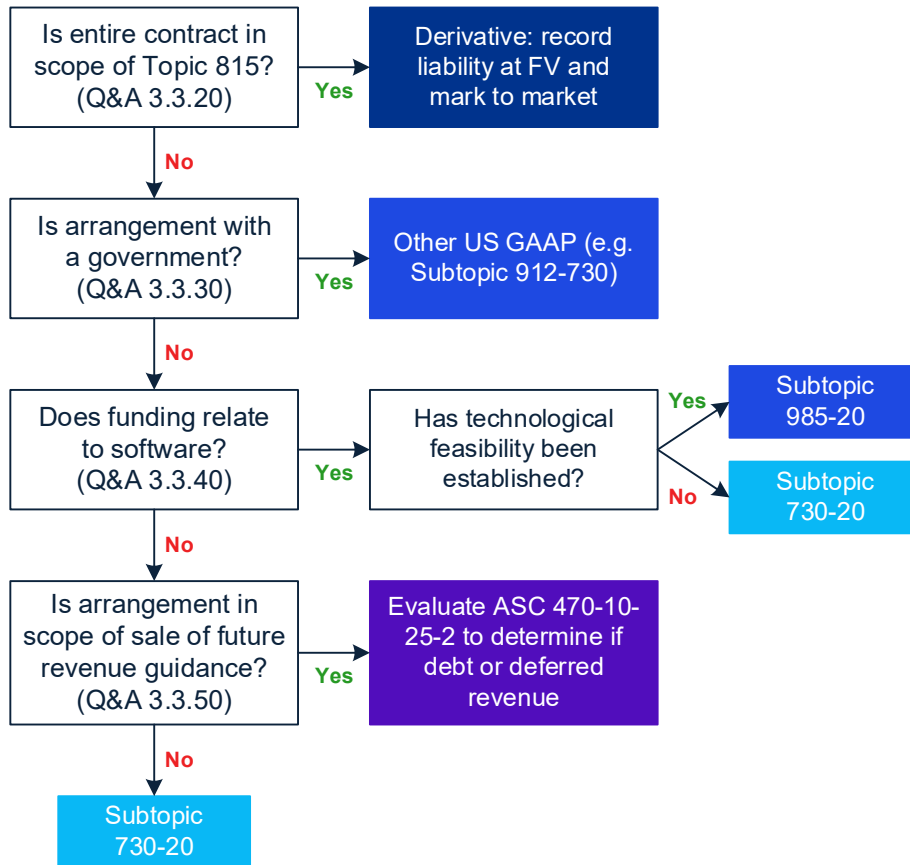 Is entire contract in
scope of Topic 815?
(Q&A 3.3.20)
Yes
Derivative: record
liability at FV and
mark to market
No
Is arrangement with
a government?
(Q&A 3.3.30)
Yes
Other US GAAP (e.g.
Subtopic 912-730)
No
Does funding relate
to software?
(Q&A 3.3.40)
Yes
Has technological
feasibility been
established?
Yes
Subtopic
985-20
No
Subtopic
730-20
No
Is arrangement in
scope of sale of future
revenue guidance?
(Q&A 3.3.50)
Yes
Evaluate ASC 470-10-
25-2 to determine if
debt or deferred
revenue
No
Subtopic
730-20